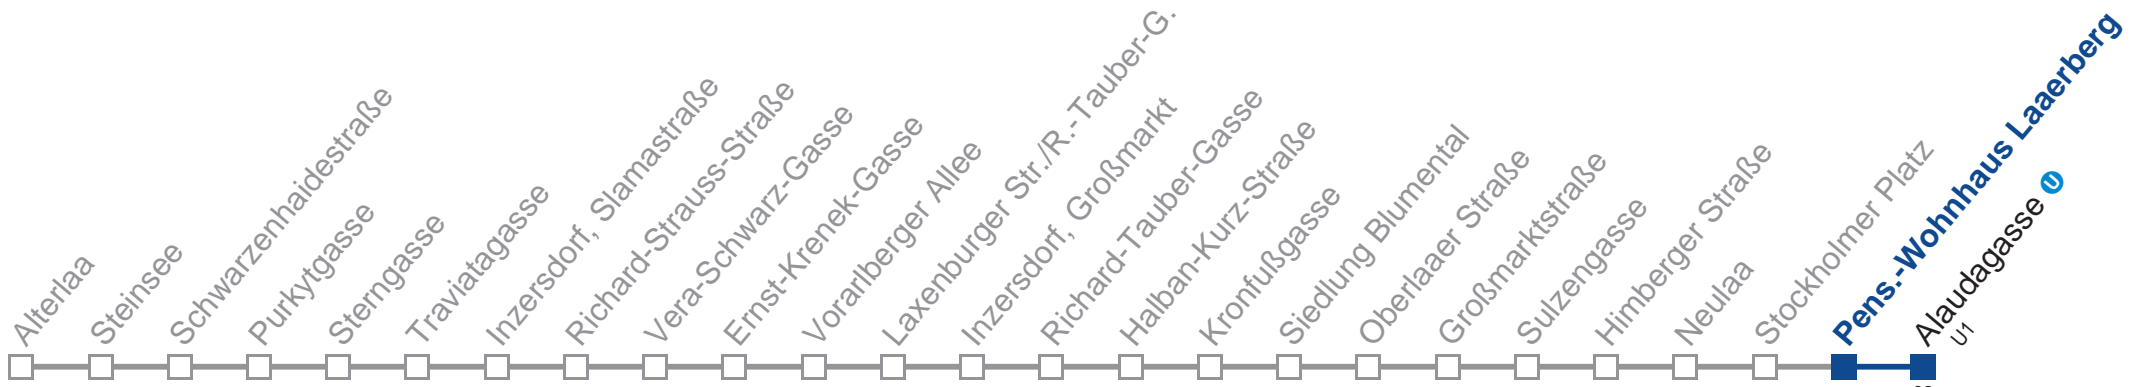 Alterlaa
Steinsee
Schwarzenhaidestraße
Purkytgasse
Sterngasse
Traviatagasse
Inzersdorf, Slamastraße
Richard-Strauss-Straße
Vera-Schwarz-Gasse
Ernst-Krenek-Gasse
Vorarlberger Allee
Laxenburger Str./R.-Tauber-G.
Inzersdorf, Großmarkt
Richard-Tauber-Gasse
Halban-Kurz-Straße
Kronfußgasse
Siedlung Blumental
Oberlaaer Straße
Großmarktstraße
Sulzengasse
Himberger Straße
Neulaa
Stockholmer Platz
Pens.-Wohnhaus Laaerberg
Alaudagasse U
U1